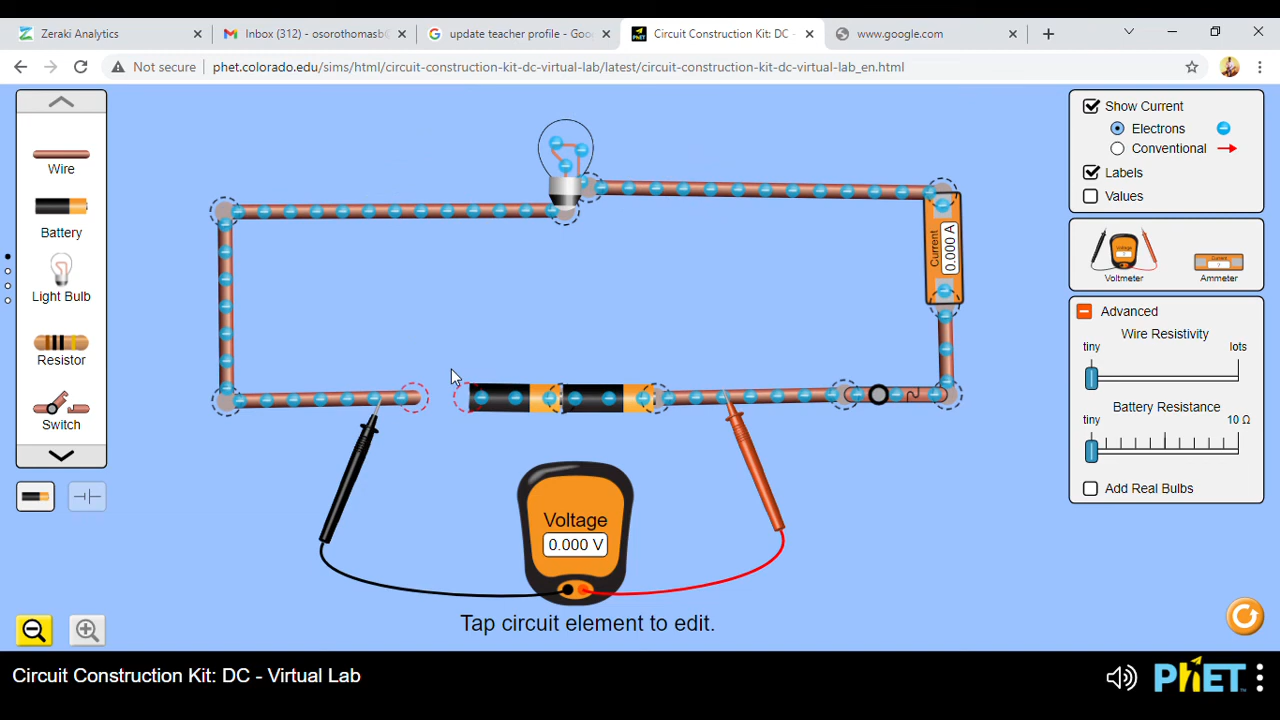 Zeraki Analytics
Inbox (312) - osorothomasb@
update teacher profile - Goo
Circuit Construction Kit: DC -
www.google.com
Not secure
phet.colorado.edu/sims/html/circuit-construction-kit-dc-virtual-lab/latest/circuit-construction-kit-dc-virtual-lab_en.html
Wire
Battery
Light Bulb
Resistor
Switch
Current
0.000 A
Voltage
0.000 V
Tap circuit element to edit.
Show Current
Electrons
Conventional
Labels
Values
Voltage
?
Voltmeter
Current
?
Ammeter
Advanced
Wire Resistivity
tiny
lots
Battery Resistance
tiny
10 Ω
Add Real Bulbs
Circuit Construction Kit: DC - Virtual Lab
PhET